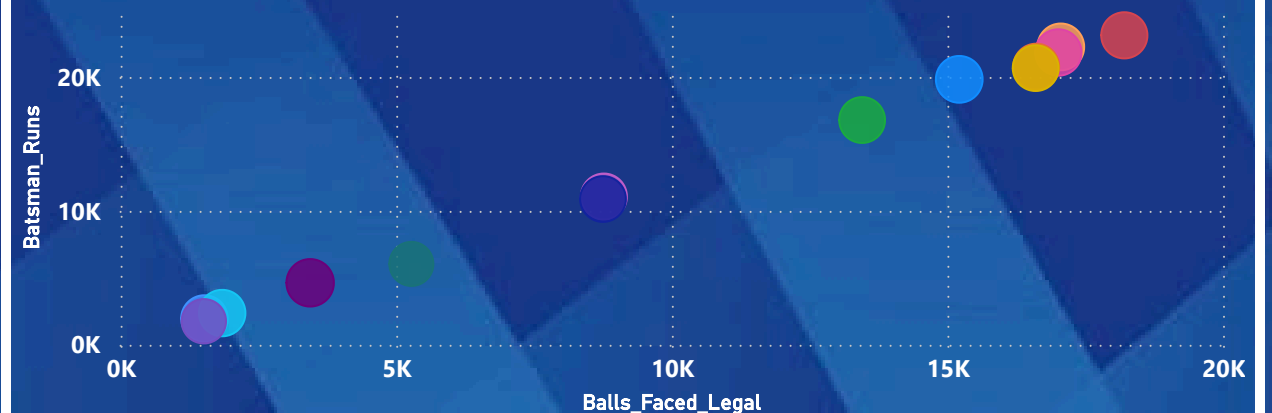 20K
10K
0K
Batsman_Runs
0K 5K 10K 15K 20K
Balls_Faced_Legal